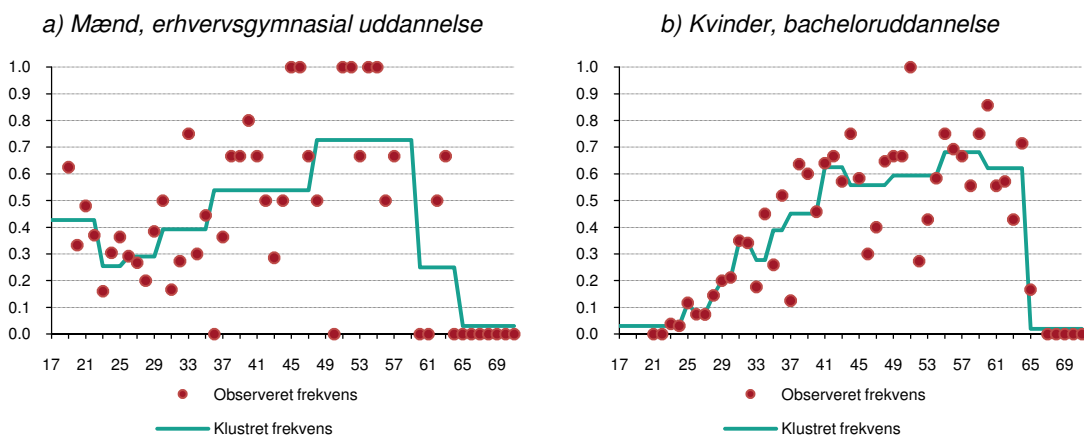 a) Mænd, erhvervsgymnasial uddannelse
1.0
0.9
0.8
0.7
0.6
0.5
0.4
0.3
0.2
0.1
0.0
17 21 25 29 33 37 41 45 49 53 57 61 65 69
Observeret frekvens
Klustret frekvens
b) Kvinder, bacheloruddannelse
1.0
0.9
0.8
0.7
0.6
0.5
0.4
0.3
0.2
0.1
0.0
17 21 25 29 33 37 41 45 49 53 57 61 65 69
Observeret frekvens
Klustret frekvens